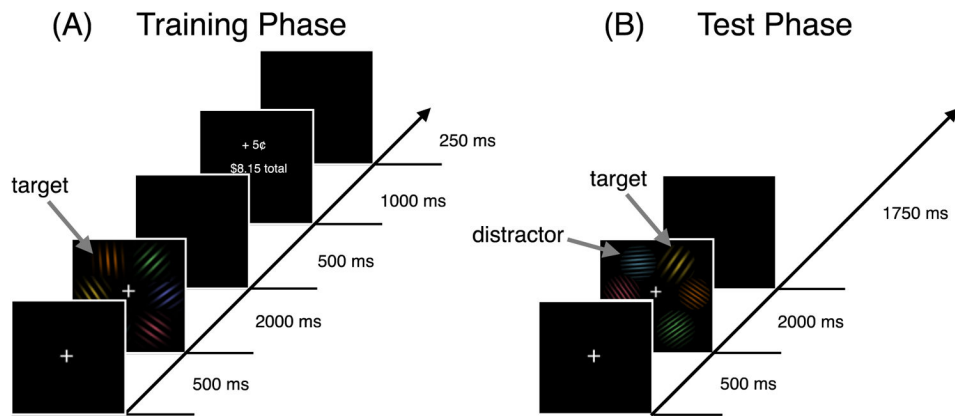 (A) Training Phase
250 ms
+ 5¢
$8.15 total
1000 ms
target
500 ms
2000 ms
500 ms
(B) Test Phase
target
1750 ms
distractor
2000 ms
500 ms